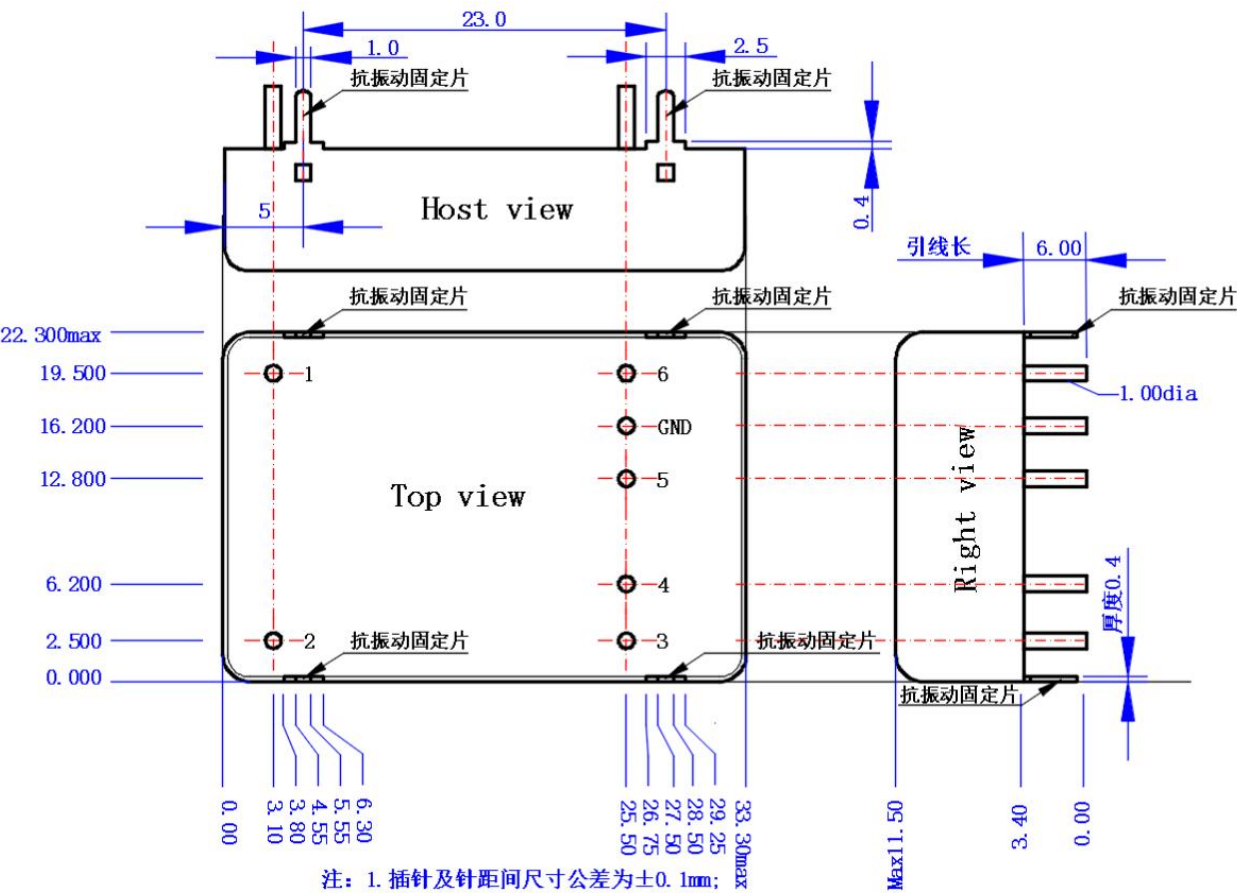 23.0
1.0
2.5
抗振动固定片
抗振动固定片
5
Host view
0.4
引线长
6.00
抗振动固定片
抗振动固定片
抗振动固定片
22.300max
19.500
1
6
1.00dia
16.200
GND
12.800
5
Top view
Right view
6.200
4
厚度0.4
2.500
2
抗振动固定片
3
抗振动固定片
0.000
抗振动固定片
0.00
3.10
3.80
4.55
5.55
6.30
25.50
26.75
27.50
28.50
29.25
33.30max
Max11.50
3.40
0.00
注: 1.插针及针距间尺寸公差为±0.1mm;